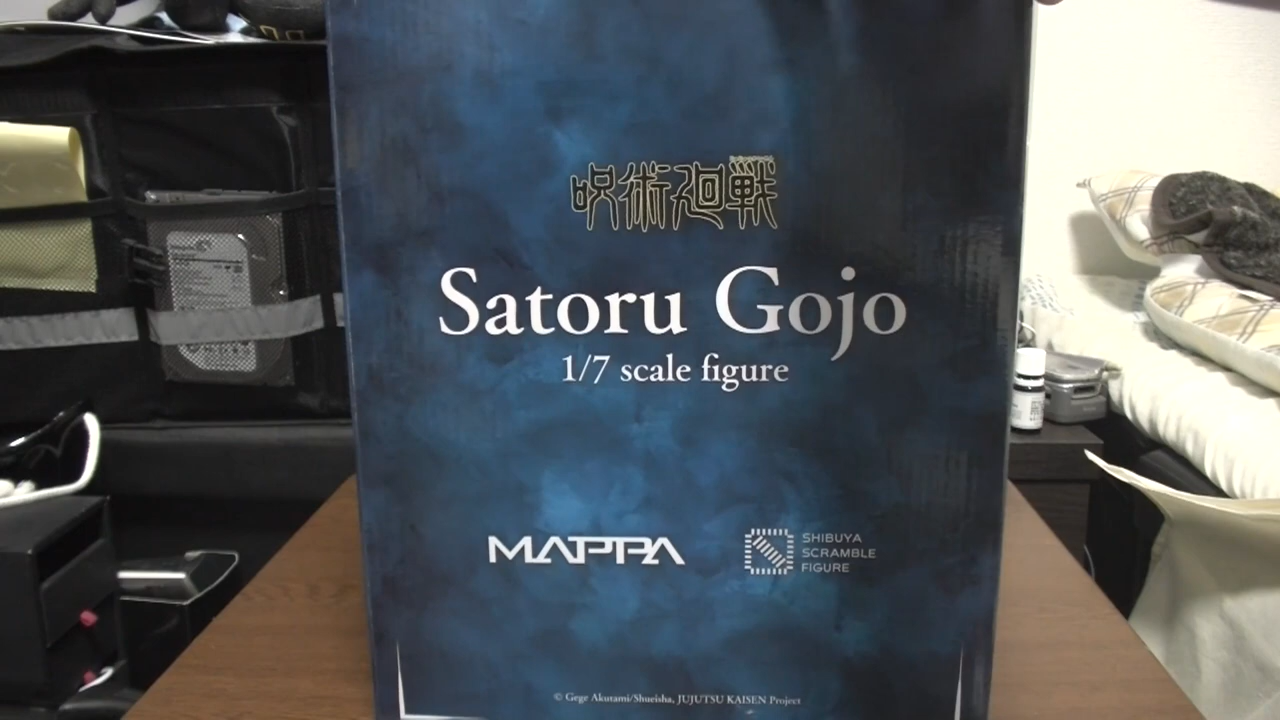 呪術廻戦
Satoru Gojo
1/7 scale figure
MAPPA
SHIBUYA
SCRAMBLE
FIGURE
© Gege Akutami/Shueisha, JUJUTSU KAISEN Project